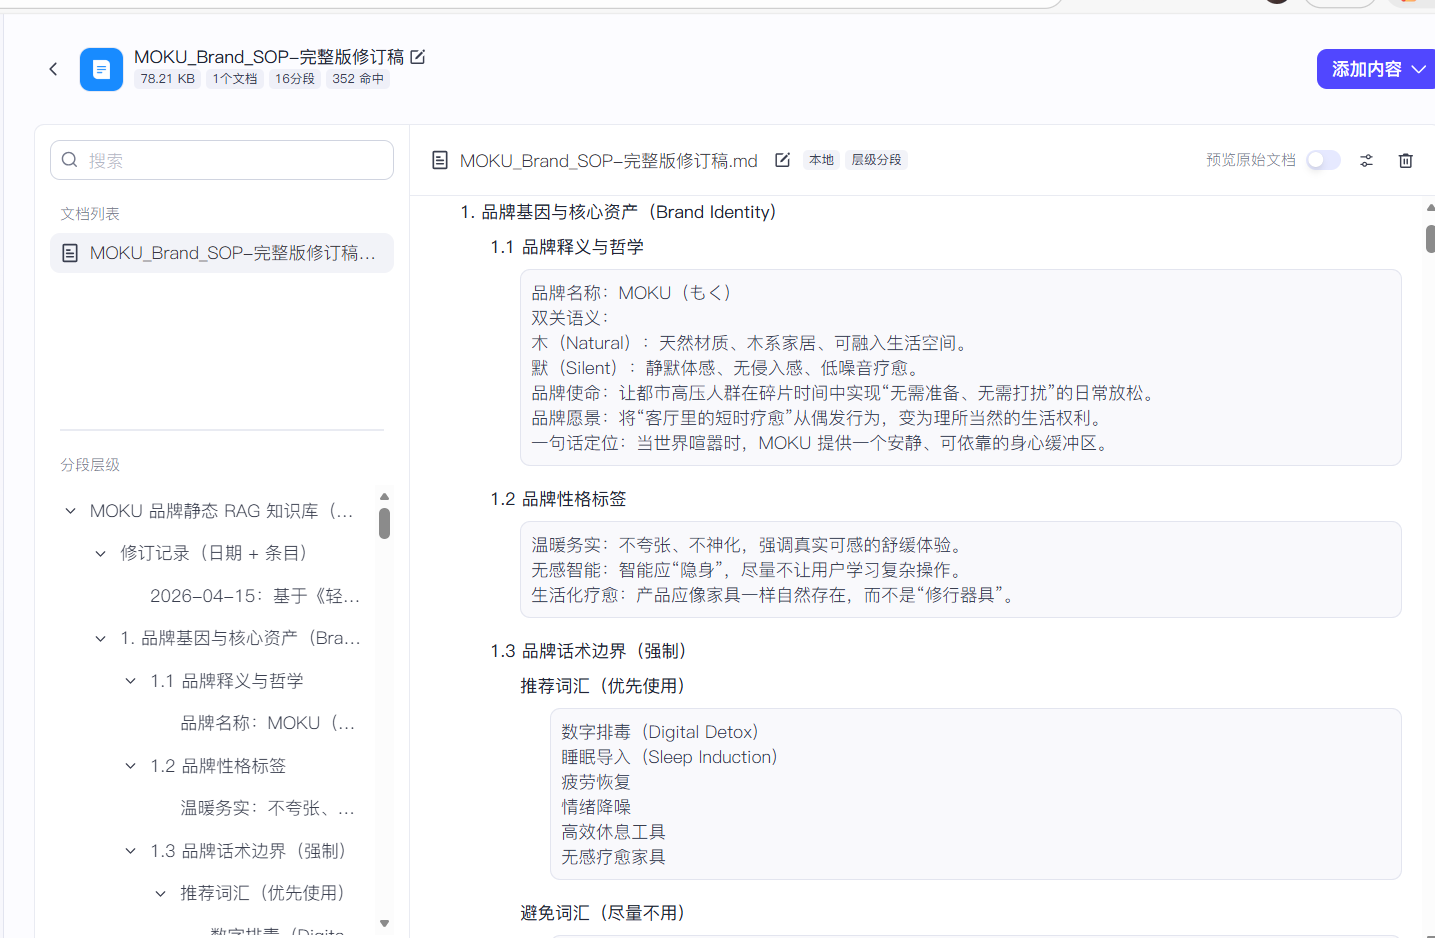 MOKU_Brand_SOP-完整版修订稿
78.21 KB 1个文档 16分段 352 命中
添加内容
搜索
文档列表
MOKU_Brand_SOP-完整版修订稿...
分段层级
MOKU 品牌静态 RAG 知识库（...
修订记录（日期 + 条目）
2026-04-15：基于《轻...
1. 品牌基因与核心资产（Bra...
1.1 品牌释义与哲学
品牌名称：MOKU（...
1.2 品牌性格标签
温暖务实：不夸张、...
1.3 品牌话术边界（强制）
推荐词汇（优先使用）
数字排毒（Digita...
MOKU_Brand_SOP-完整版修订稿.md 本地 层级分段
预览原始文档
1. 品牌基因与核心资产（Brand Identity）
1.1 品牌释义与哲学
品牌名称：MOKU（もく）
双关语义：
木（Natural）：天然材质、木系家居、可融入生活空间。
默（Silent）：静默体感、无侵入感、低噪音疗愈。
品牌使命：让都市高压人群在碎片时间中实现“无需准备、无需打扰”的日常放松。
品牌愿景：将“客厅里的短时疗愈”从偶发行为，变为理所当然的生活权利。
一句话定位：当世界喧嚣时，MOKU 提供一个安静、可依靠的身心缓冲区。
1.2 品牌性格标签
温暖务实：不夸张、不神化，强调真实可感的舒缓体验。
无感智能：智能应“隐身”，尽量不让用户学习复杂操作。
生活化疗愈：产品应像家具一样自然存在，而不是“修行器具”。
1.3 品牌话术边界（强制）
推荐词汇（优先使用）
数字排毒（Digital Detox）
睡眠导入（Sleep Induction）
疲劳恢复
情绪降噪
高效休息工具
无感疗愈家具
避免词汇（尽量不用）